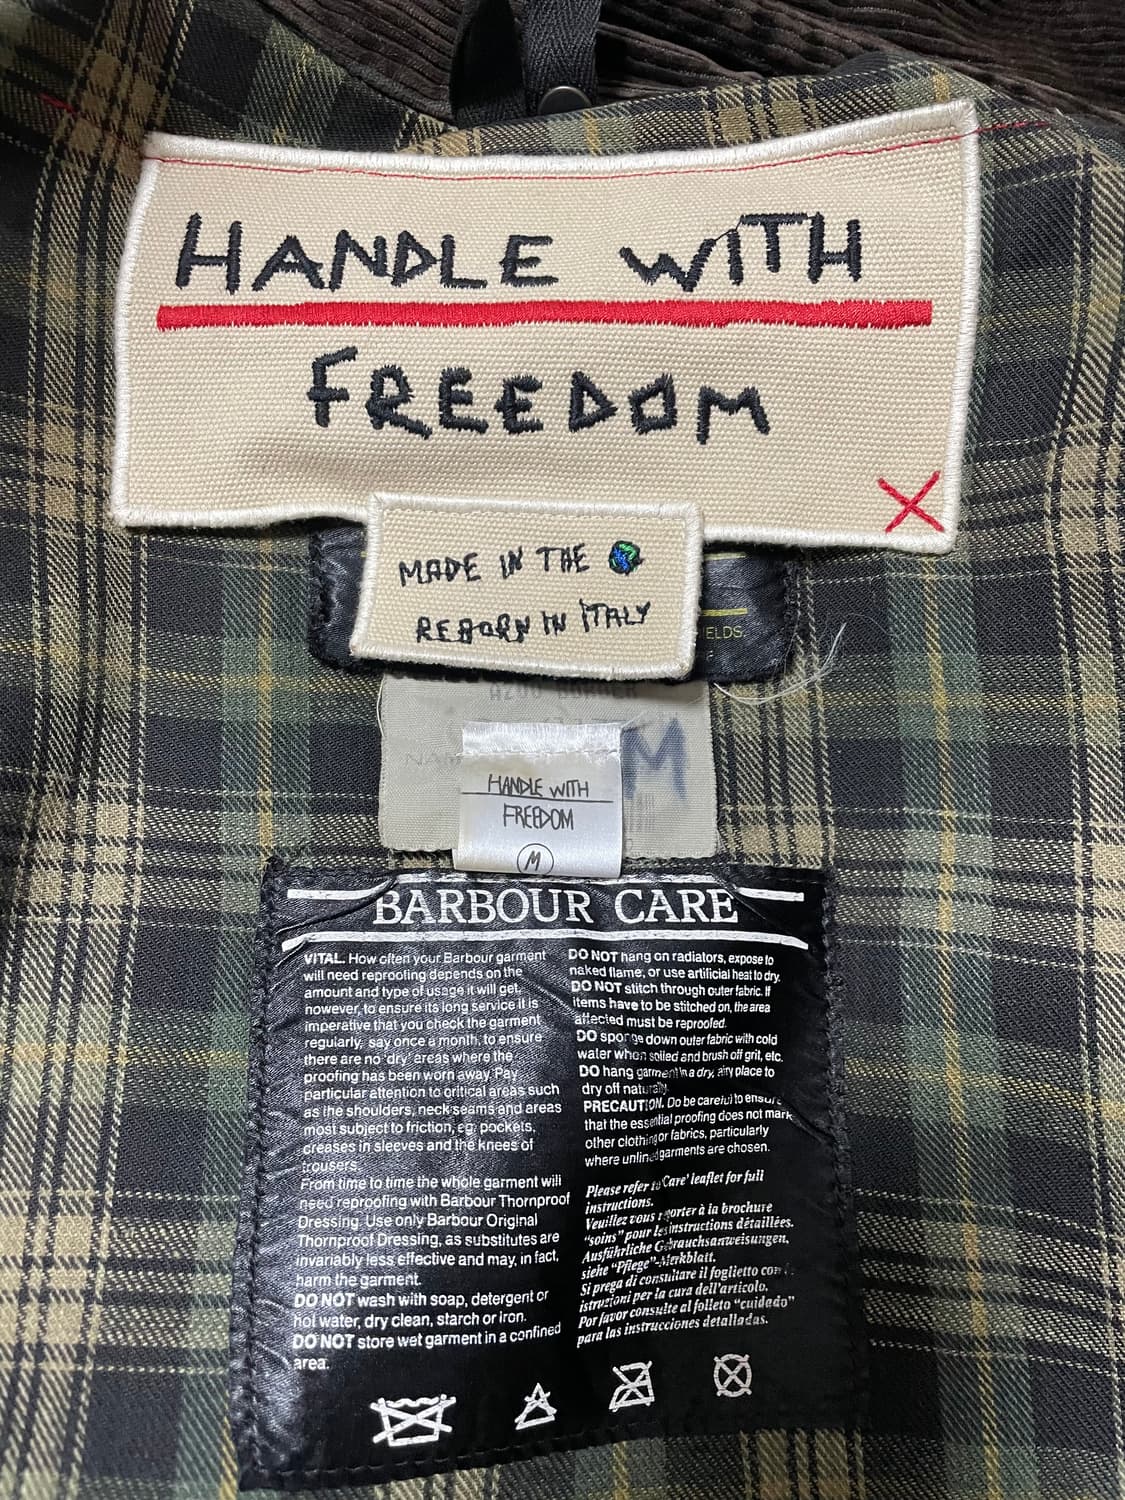 HANDLE WITH
FREEDOM
MADE IN THE
REBORN IN ITALY
IELDS.
BORDER
M
NAM
HANDLE WITH
FREEDOM
M
BARBOUR CARE
VITAL. How often your Barbour garment
will need reproofing depends on the
amount and type of usage it will get,
however, to ensure its long service it is
imperative that you check the garment
regularly, say once a month, to ensure
there are no 'dry' areas where the
proofing has been worn away. Pay
particular attention to critical areas such
as the shoulders, neck seams and areas
most subject to friction, eg: pockets,
creases in sleeves and the knees of
trousers.
From time to time the whole garment will
need reproofing with Barbour Thornproof
Dressing. Use only Barbour Original
Thornproof Dressing, as substitutes are
invariably less effective and may, in fact,
harm the garment.
DO NOT wash with soap, detergent or
hot water, dry clean, starch or iron.
DO NOT store wet garment in a confined
area.
DO NOT hang on radiators, expose to
naked flame, or use artificial heat to dry.
DO NOT stitch through outer fabric. If
items have to be stitched on, the area
affected must be reproofed.
DO sponge down outer fabric with cold
water when soiled and brush off grit, etc.
DO hang garment in a dry, airy place to
dry off naturally.
PRECAUTION. Do be careful to ensure
that the essential proofing does not mark
other clothing or fabrics, particularly
where unlined garments are chosen.
Please refer to 'Care' leaflet for full
instructions.
Veuillez vous reporter à la brochure
"soins" pour les instructions détaillées.
Ausführliche Gebrauchsanweisungen,
siehe "Pflege"-Merkblatt.
Si prega di consultare il foglietto con
istruzioni per la cura dell'articolo.
Por favor consulte al folleto "cuidado"
para las instrucciones detalladas.